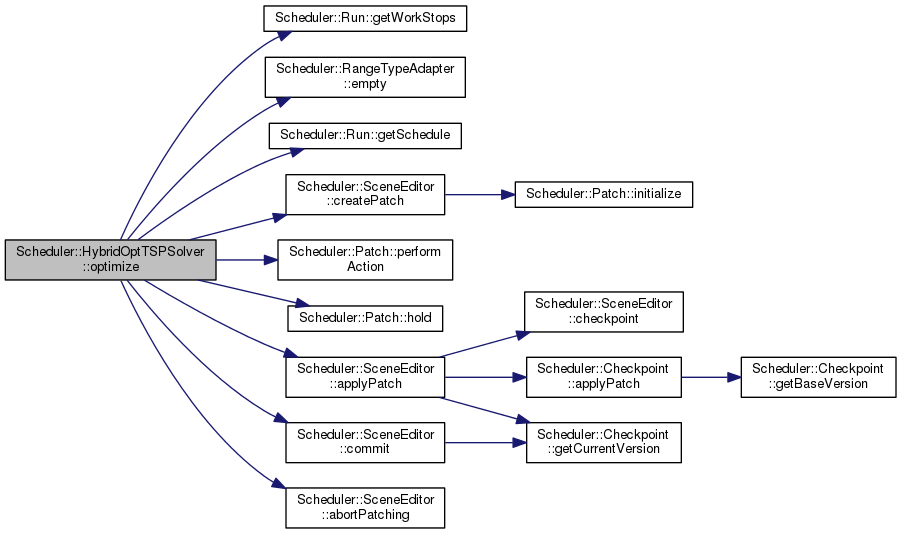 Scheduler::HybridOptTSPSolver
::optimize
Scheduler::Run::getWorkStops
Scheduler::RangeTypeAdapter
::empty
Scheduler::Run::getSchedule
Scheduler::SceneEditor
::createPatch
Scheduler::Patch::initialize
Scheduler::Patch::perform
Action
Scheduler::Patch::hold
Scheduler::SceneEditor
::applyPatch
Scheduler::SceneEditor
::checkpoint
Scheduler::Checkpoint
::applyPatch
Scheduler::Checkpoint
::getBaseVersion
Scheduler::SceneEditor
::commit
Scheduler::Checkpoint
::getCurrentVersion
Scheduler::SceneEditor
::abortPatching